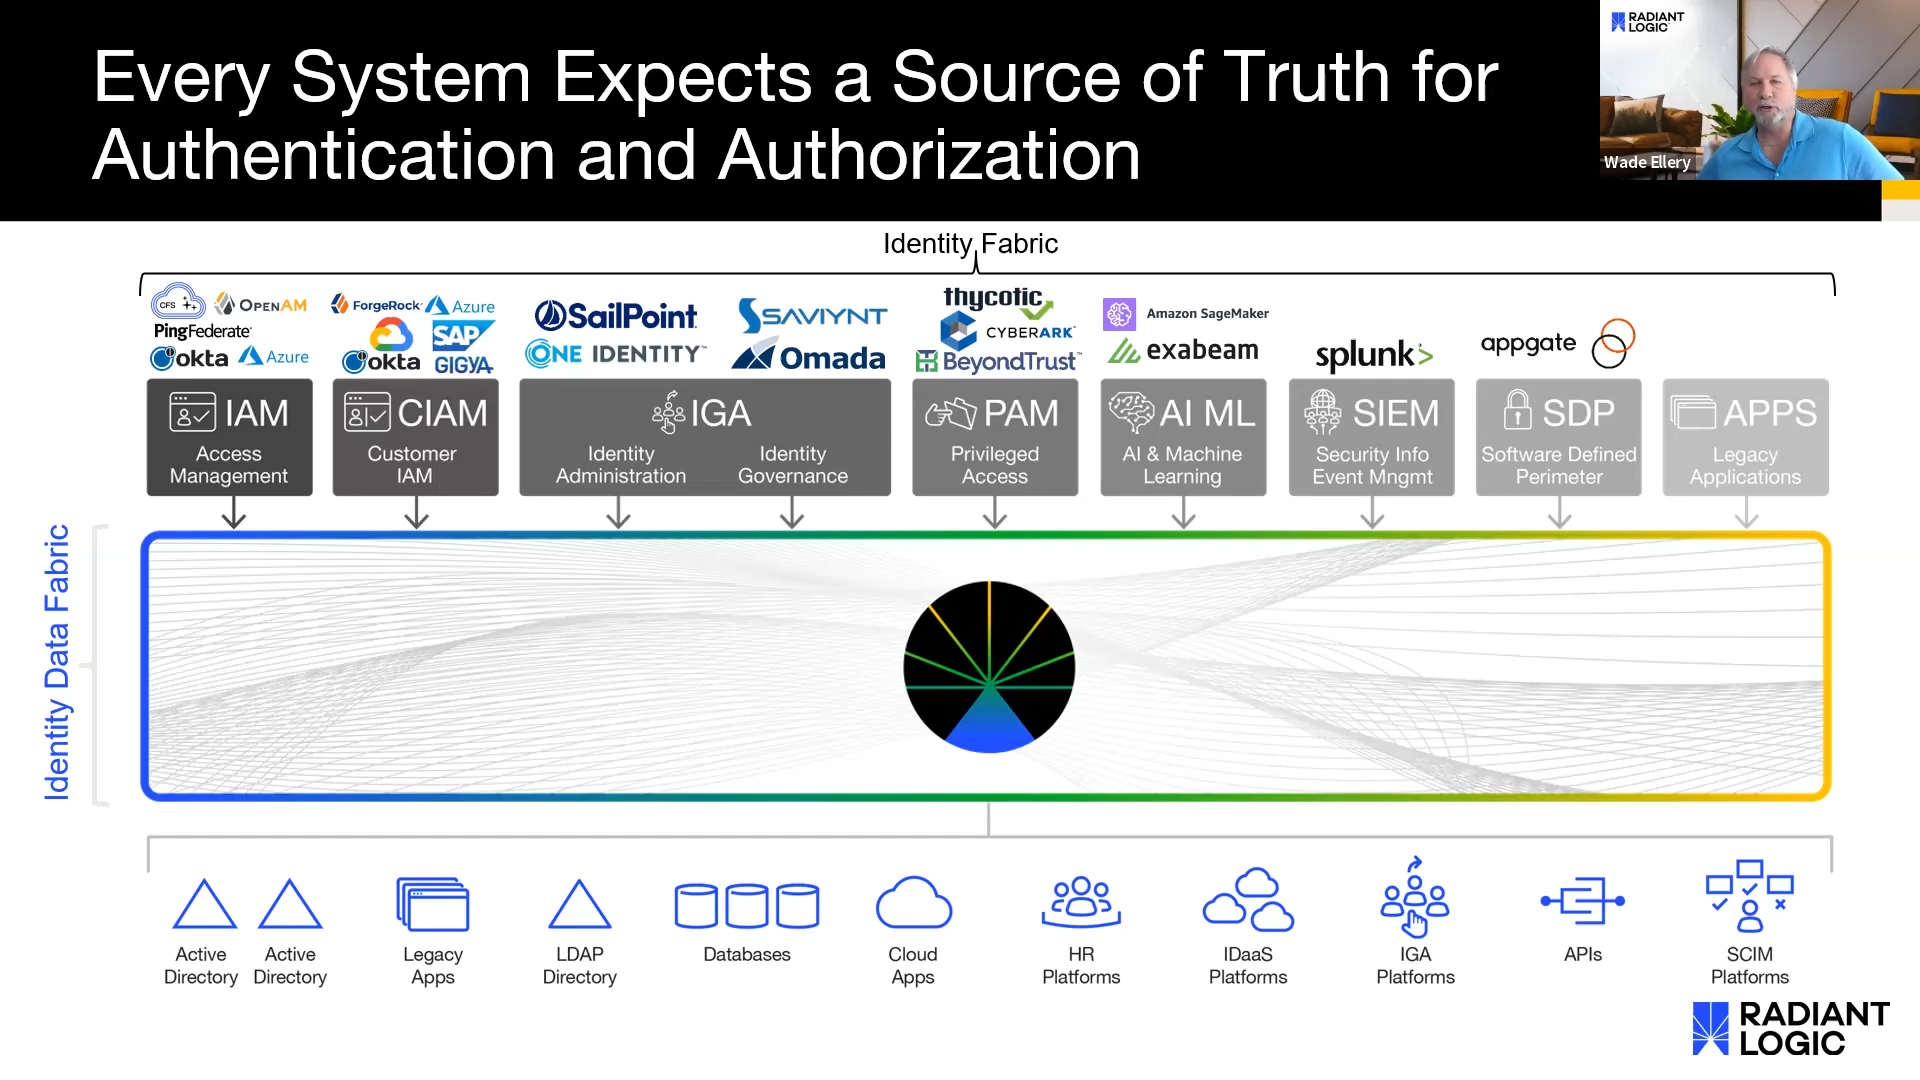 Every System Expects a Source of Truth for
Authentication and Authorization
RADIANT
LOGIC
Wade Ellery
Identity Fabric
CFS
OPENAM
PingFederate
okta
Azure
ForgeRock
Azure
SAP
okta
GIGYA
SailPoint
SAVIYNT
ONE IDENTITY™
Omada
thycotic
CYBERARK
BeyondTrust
Amazon SageMaker
exabeam
splunk>
appgate
IAM
Access
Management
CIAM
Customer
IAM
IGA
Identity
Administration
Identity
Governance
PAM
Privileged
Access
AI ML
AI & Machine
Learning
SIEM
Security Info
Event Mngmt
SDP
Software Defined
Perimeter
APPS
Legacy
Applications
Identity Data Fabric
Active
Directory
Active
Directory
Legacy
Apps
LDAP
Directory
Databases
Cloud
Apps
HR
Platforms
IDaaS
Platforms
IGA
Platforms
APIs
SCIM
Platforms
RADIANT
LOGIC